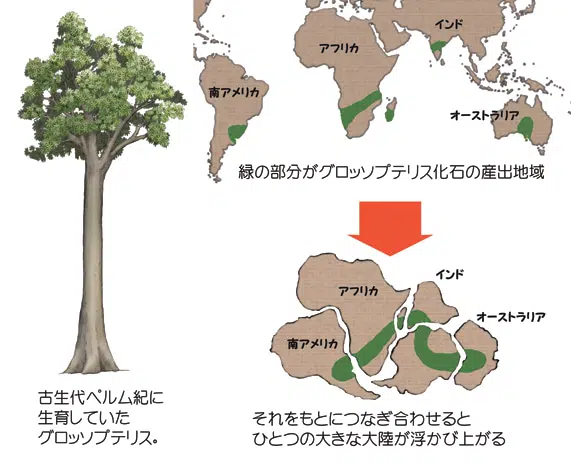 アフリカ
インド
南アメリカ
オーストラリア
緑の部分がグロッソプテリス化石の産出地域
アフリカ
インド
オーストラリア
南アメリカ
古生代ペルム紀に
生育していた
グロッソプテリス。
それをもとにつなぎ合わせると
ひとつの大きな大陸が浮かび上がる